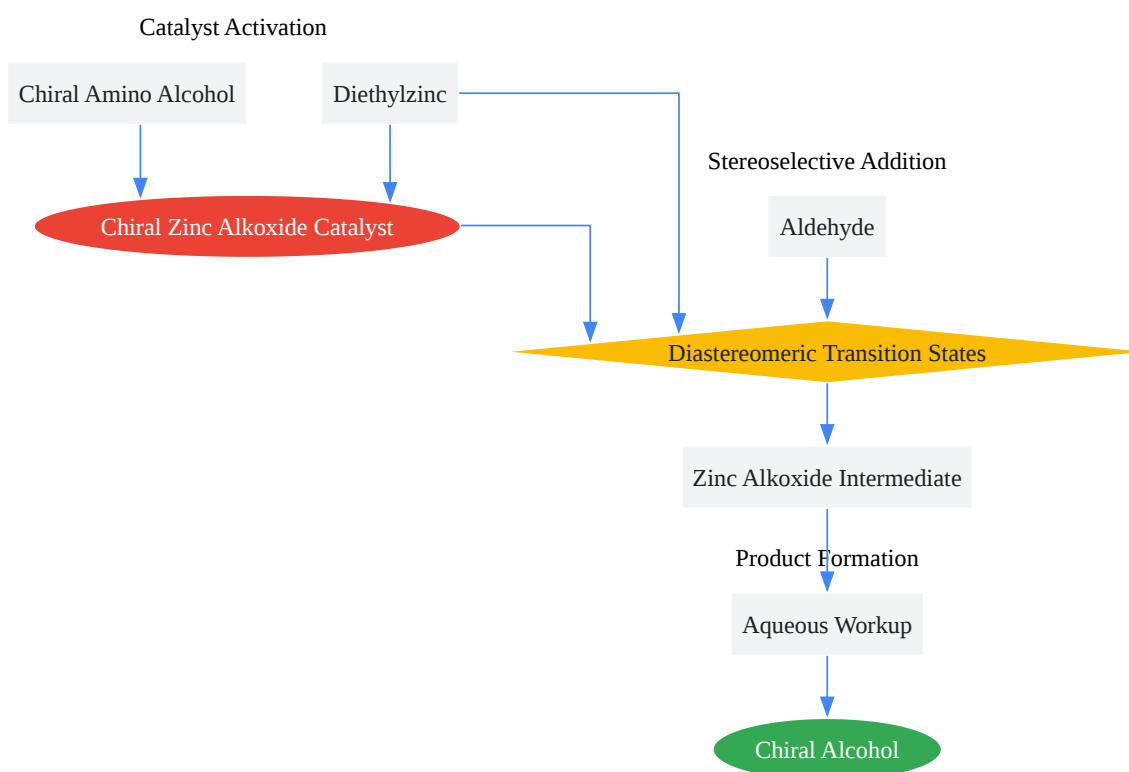 Catalyst Activation
Chiral Amino Alcohol
Diethylzinc
Stereoselective Addition
Chiral Zinc Alkoxide Catalyst
Aldehyde
Diastereomeric Transition States
Zinc Alkoxide Intermediate
Product Formation
Aqueous Workup
Chiral Alcohol